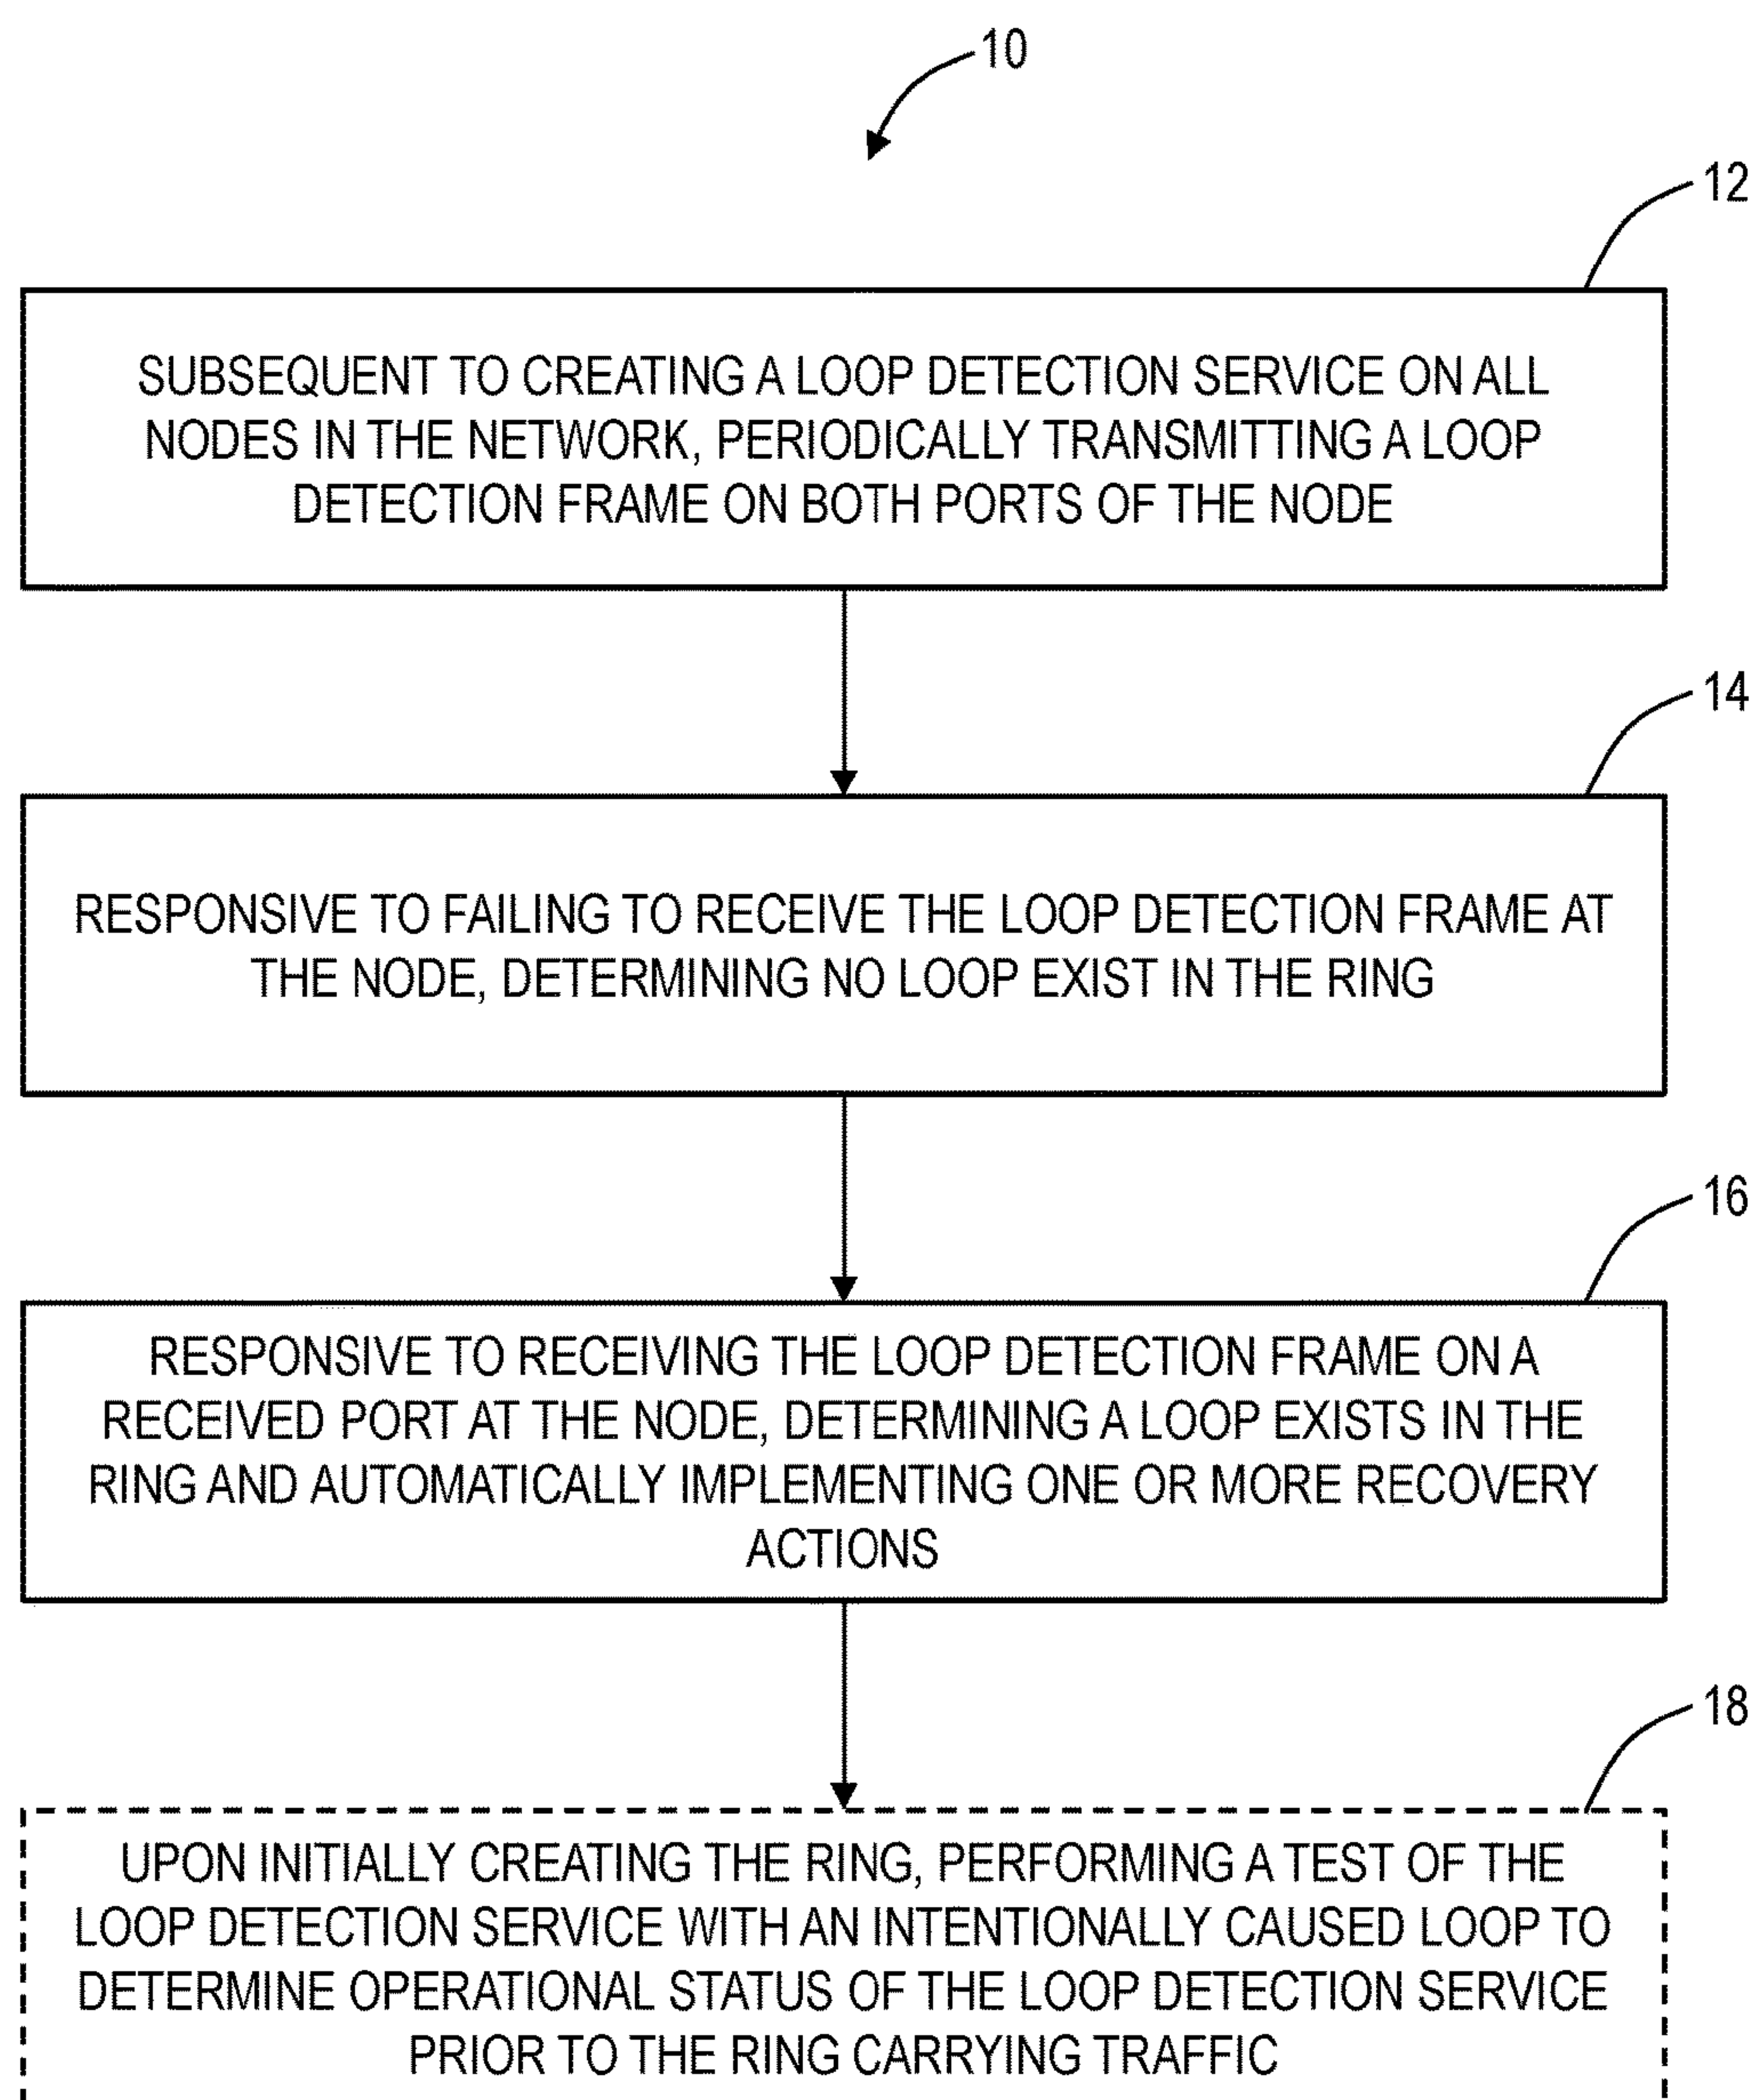 10
12
SUBSEQUENT TO CREATING A LOOP DETECTION SERVICE ON ALL
NODES IN THE NETWORK, PERIODICALLY TRANSMITTING A LOOP
DETECTION FRAME ON BOTH PORTS OF THE NODE
14
RESPONSIVE TO FAILING TO RECEIVE THE LOOP DETECTION FRAME AT
THE NODE, DETERMINING NO LOOP EXIST IN THE RING
16
RESPONSIVE TO RECEIVING THE LOOP DETECTION FRAME ON A
RECEIVED PORT AT THE NODE, DETERMINING A LOOP EXISTS IN THE
RING AND AUTOMATICALLY IMPLEMENTING ONE OR MORE RECOVERY
ACTIONS
18
UPON INITIALLY CREATING THE RING, PERFORMING A TEST OF THE
LOOP DETECTION SERVICE WITH AN INTENTIONALLY CAUSED LOOP TO
DETERMINE OPERATIONAL STATUS OF THE LOOP DETECTION SERVICE
PRIOR TO THE RING CARRYING TRAFFIC